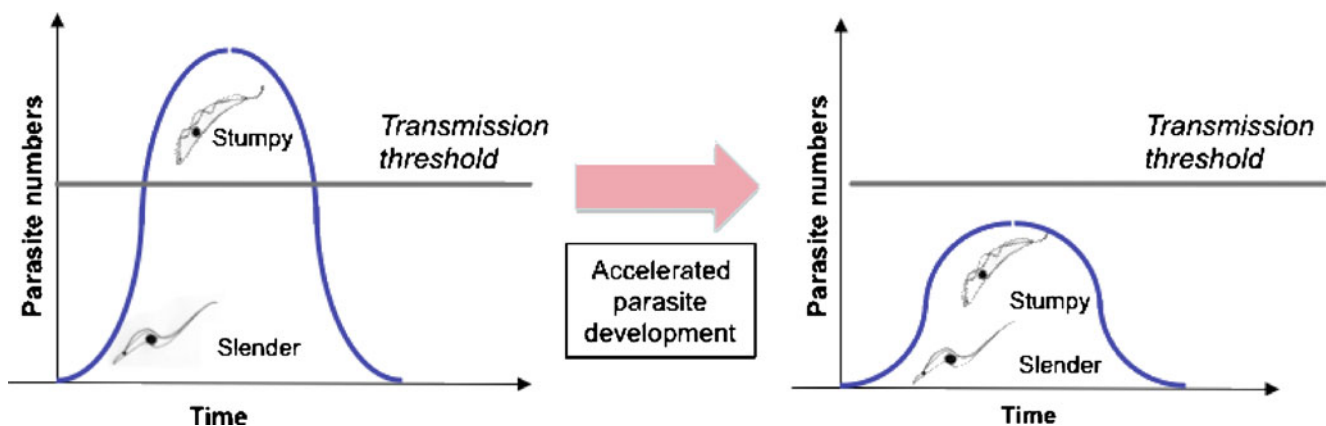 Parasite numbers
Stumpy
Transmission
threshold
Slender
Time
Accelerated
parasite
development
Parasite numbers
Transmission
threshold
Stumpy
Slender
Time